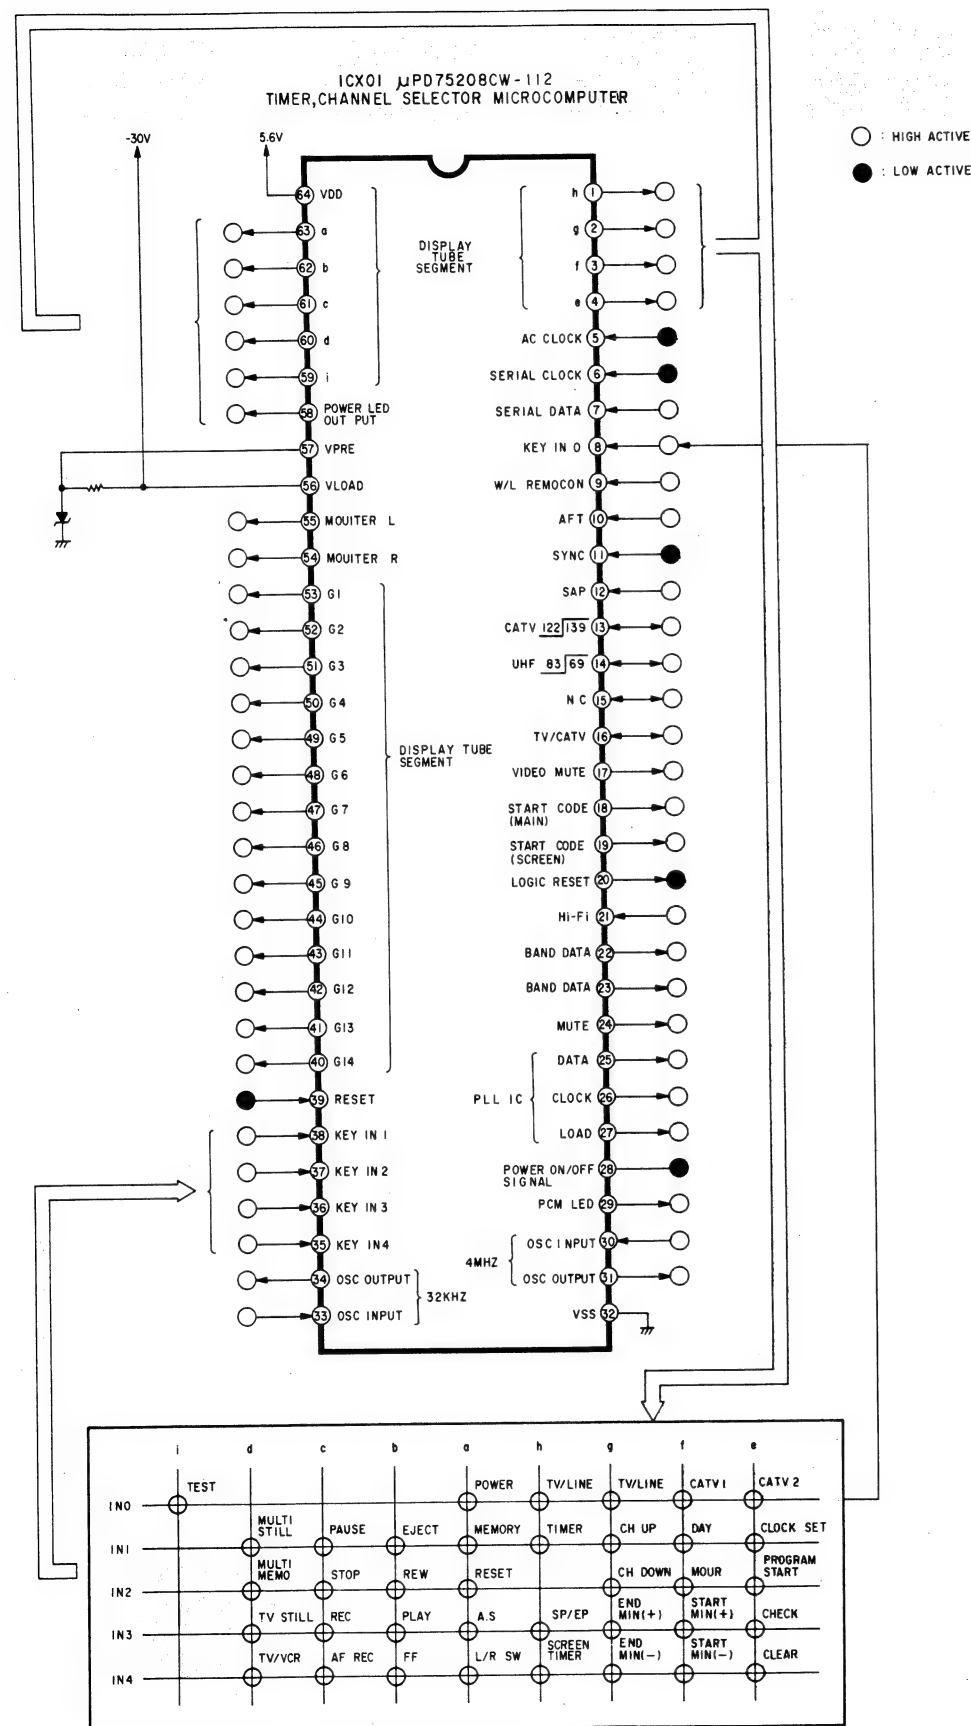 ICX01 μPD75208CW-112
TIMER,CHANNEL SELECTOR MICROCOMPUTER
: HIGH ACTIVE
: LOW ACTIVE
-30V
5.6V
64 VDD
63 a
62 b
61 c
60 d
59 i
58 POWER LED
OUT PUT
57 VPRE
56 VLOAD
55 MOUITER L
54 MOUITER R
53 G1
52 G2
51 G3
50 G4
49 G5
48 G6
47 G7
46 G8
45 G9
44 G10
43 G11
42 G12
41 G13
40 G14
39 RESET
38 KEY IN 1
37 KEY IN2
36 KEY IN3
35 KEY IN4
34 OSC OUTPUT
33 OSC INPUT
32KHZ
DISPLAY
TUBE
SEGMENT
DISPLAY TUBE
SEGMENT
h 1
g 2
f 3
e 4
AC CLOCK 5
SERIAL CLOCK 6
SERIAL DATA 7
KEY IN 0 8
W/L REMOCON 9
AFT 10
SYNC 11
SAP 12
CATV 122 139 13
UHF 83 69 14
NC 15
TV/CATV 16
VIDEO MUTE 17
START CODE 18
(MAIN)
START CODE 19
(SCREEN)
LOGIC RESET 20
Hi-Fi 21
BAND DATA 22
BAND DATA 23
MUTE 24
DATA 25
PLL IC CLOCK 26
LOAD 27
POWER ON/OFF 28
SIGNAL
PCM LED 29
OSC INPUT 30
4MHZ
OSC OUTPUT 31
VSS 32
i d c b a h g f e
TEST POWER TV/LINE TV/LINE CATV1 CATV2
IN0
MULTI
STILL PAUSE EJECT MEMORY TIMER CH UP DAY CLOCK SET
IN1
MULTI
MEMO STOP REW RESET CH DOWN MOUR PROGRAM
START
IN2
TV STILL REC PLAY A.S SP/EP END
MIN(+) START
MIN(+) CHECK
IN3
TV/VCR AF REC FF L/R SW SCREEN
TIMER END
MIN(-) START
MIN(-) CLEAR
IN4